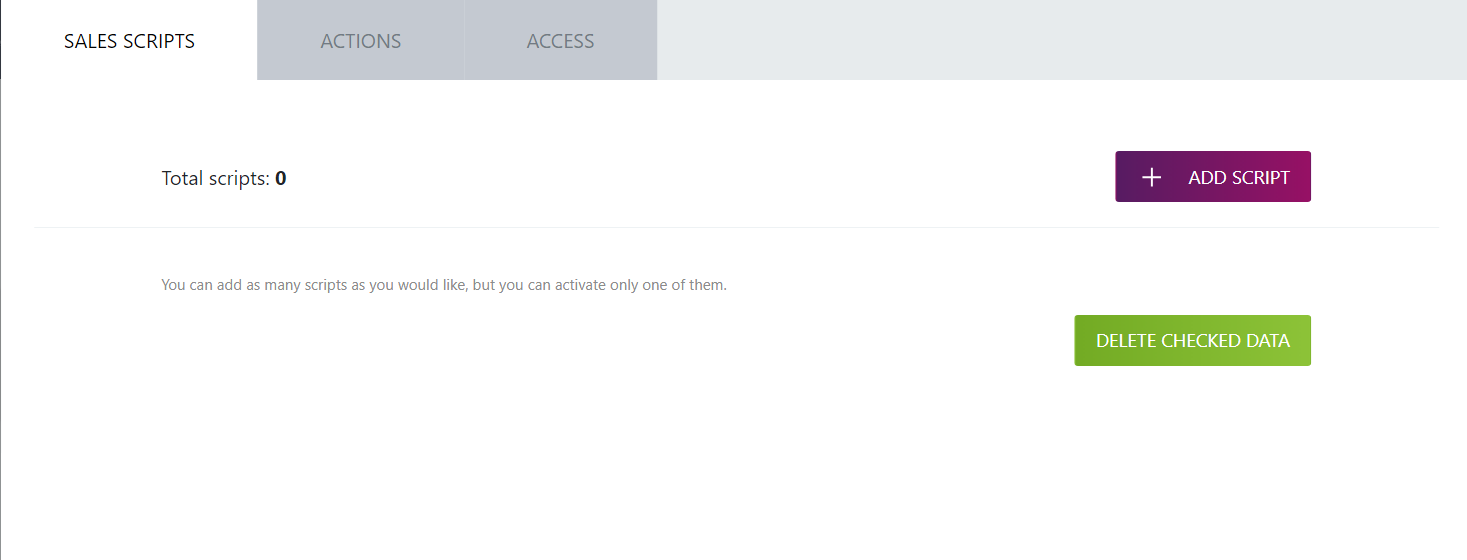 SALES SCRIPTS
ACTIONS
ACCESS
Total scripts: 0
ADD SCRIPT
You can add as many scripts as you would like, but you can activate only one of them.
DELETE CHECKED DATA